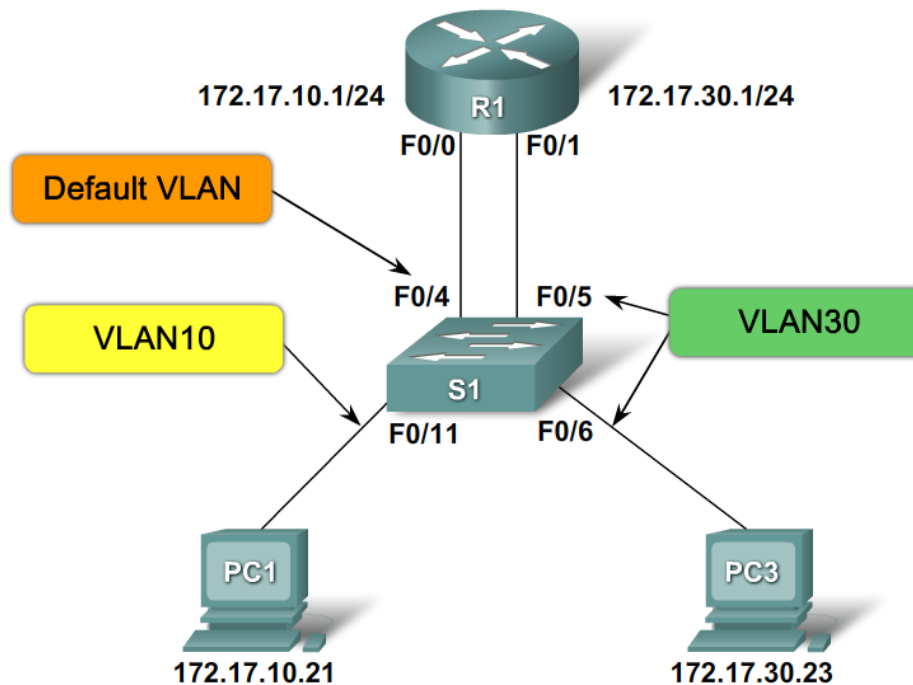 172.17.10.1/24
R1
172.17.30.1/24
F0/0
F0/1
Default VLAN
F0/4
F0/5
VLAN10
VLAN30
S1
F0/11
F0/6
PC1
PC3
172.17.10.21
172.17.30.23